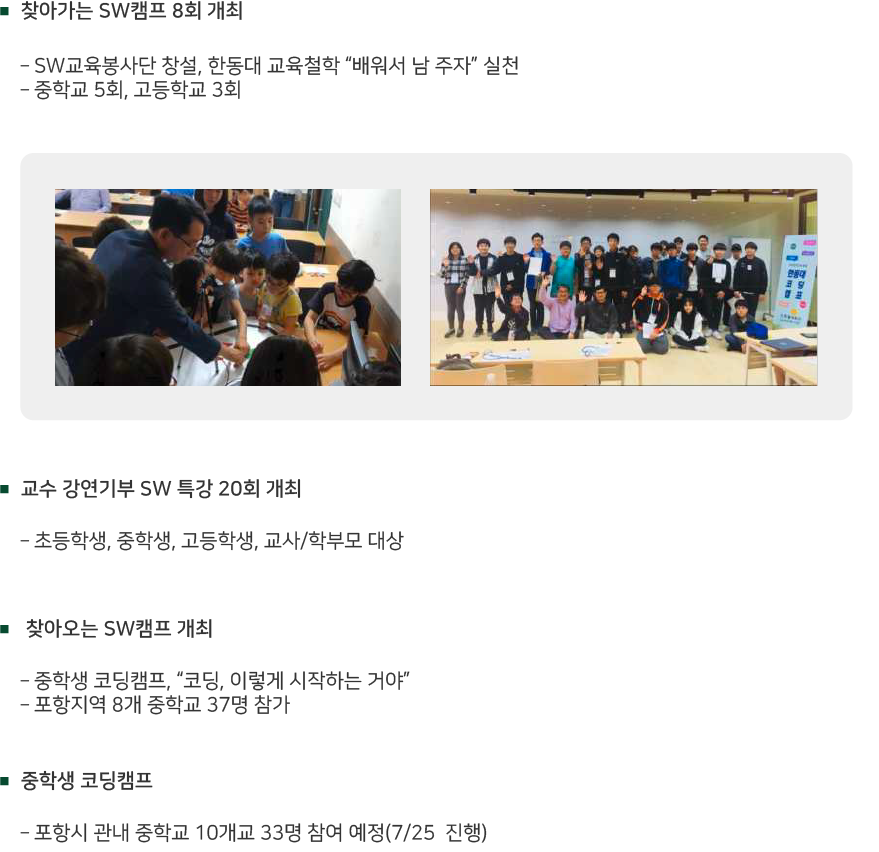 찾아가는 SW캠프 8회 개최
– SW교육봉사단 창설, 한동대 교육철학 “배워서 남 주자” 실천
– 중학교 5회, 고등학교 3회
한동대
코딩
캠프
교수 강연기부 SW 특강 20회 개최
– 초등학생, 중학생, 고등학생, 교사/학부모 대상
찾아오는 SW캠프 개최
– 중학생 코딩캠프, “코딩, 이렇게 시작하는 거야”
– 포항지역 8개 중학교 37명 참가
중학생 코딩캠프
– 포항시 관내 중학교 10개교 33명 참여 예정(7/25  진행)